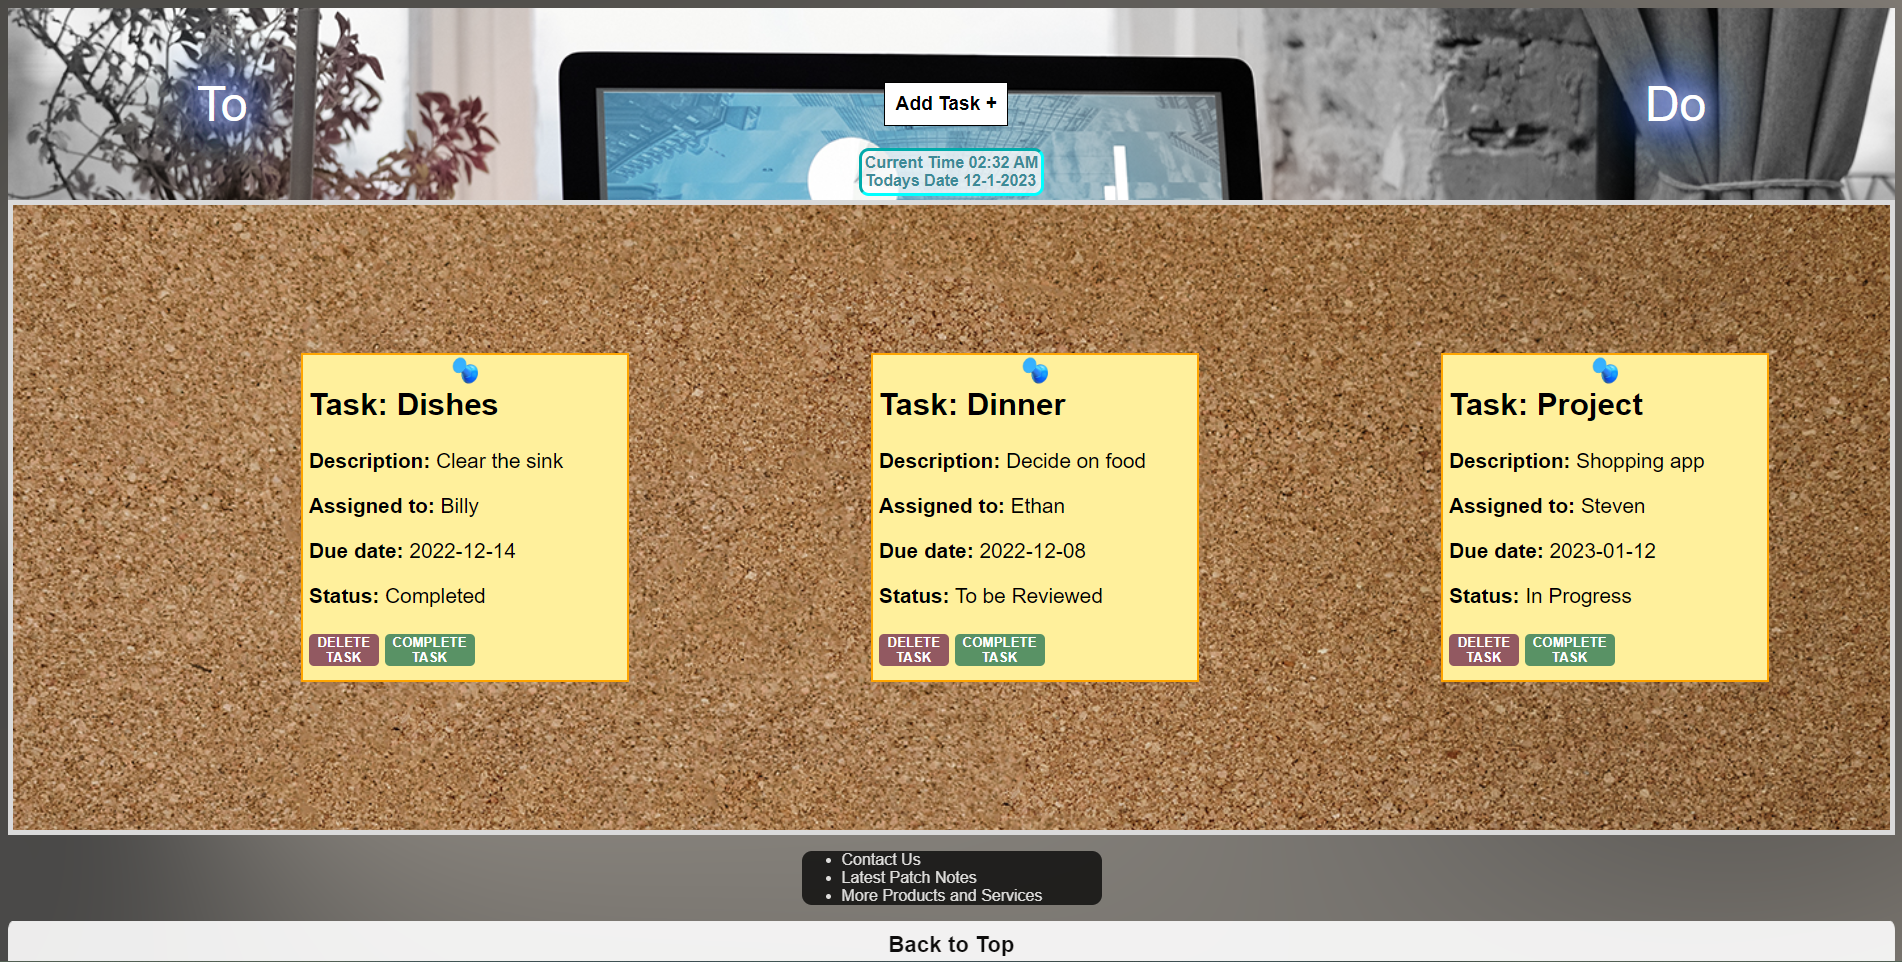 To
Do
Add Task +
Current Time 02:32 AM
Todays Date 12-1-2023
Task: Dishes
Description: Clear the sink
Assigned to: Billy
Due date: 2022-12-14
Status: Completed
DELETE
TASK
COMPLETE
TASK
Task: Dinner
Description: Decide on food
Assigned to: Ethan
Due date: 2022-12-08
Status: To be Reviewed
DELETE
TASK
COMPLETE
TASK
Task: Project
Description: Shopping app
Assigned to: Steven
Due date: 2023-01-12
Status: In Progress
DELETE
TASK
COMPLETE
TASK
Contact Us
Latest Patch Notes
More Products and Services
Back to Top